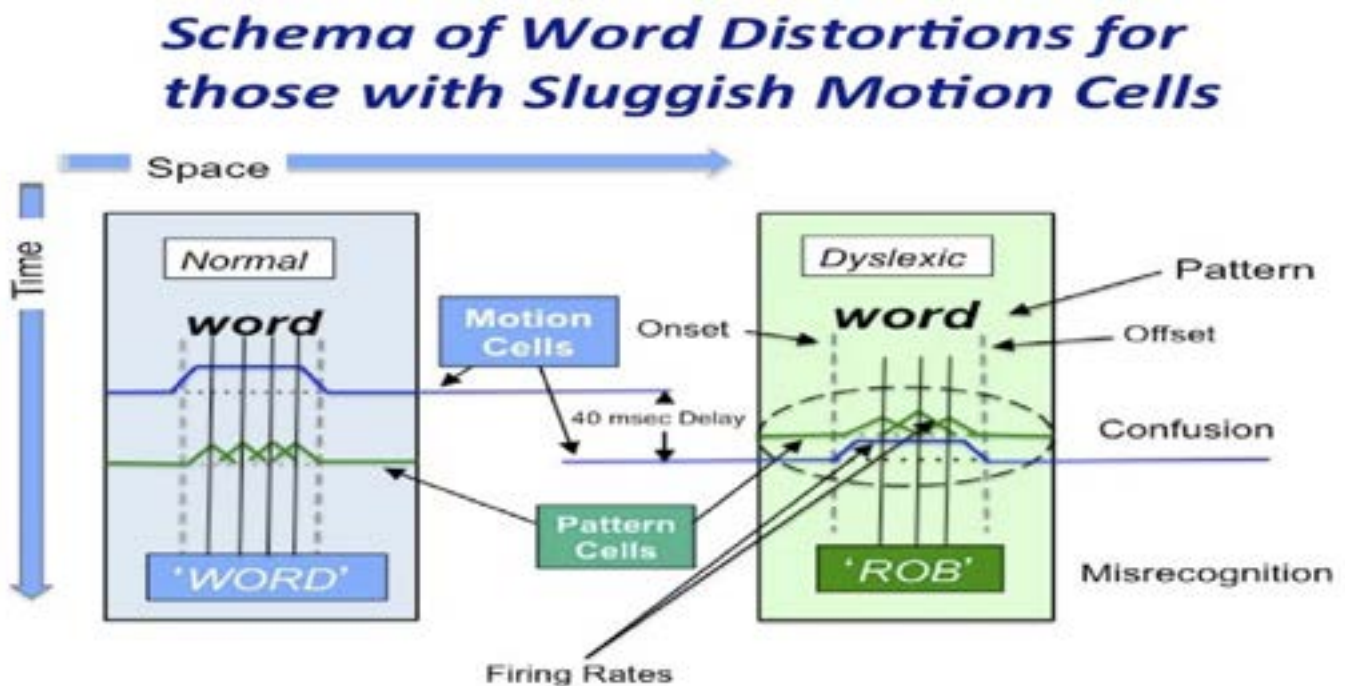 Schema of Word Distortions for
those with Sluggish Motion Cells
Space
Time
Normal
word
Motion
Cells
Onset
Dyslexic
word
Pattern
Offset
40 msec Delay
Confusion
Pattern
Cells
'WORD'
'ROB'
Misrecognition
Firing Rates